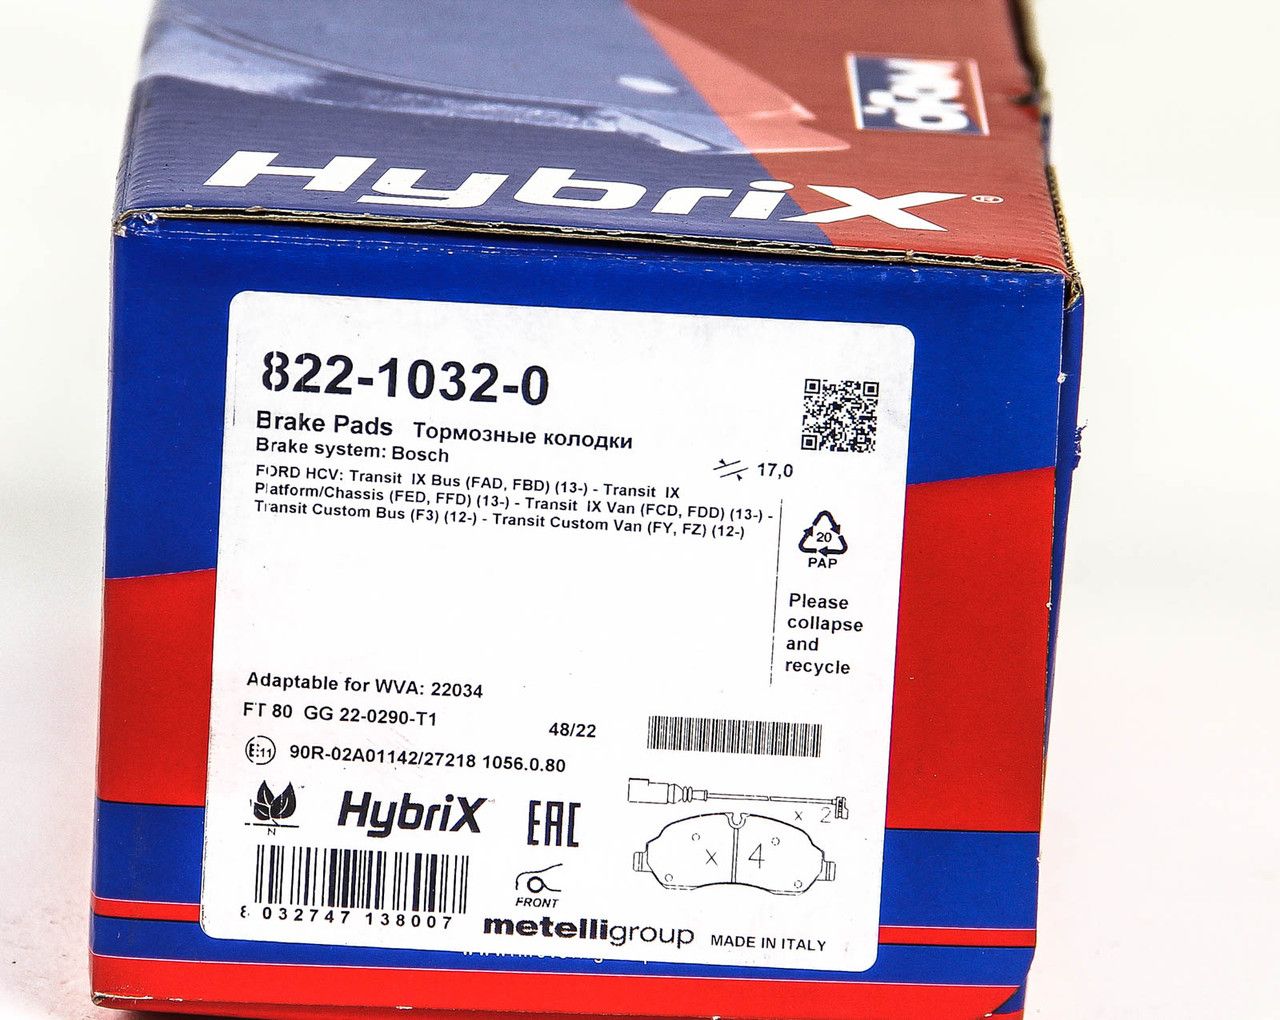 HybriX®
822-1032-0
Brake Pads Тормозные колодки
Brake system: Bosch
17,0
FORD HCV: Transit IX Bus (FAD, FBD) (13-) - Transit IX
Platform/Chassis (FED, FFD) (13-) - Transit IX Van (FCD, FDD) (13-) -
Transit Custom Bus (F3) (12-) - Transit Custom Van (FY, FZ) (12-)
20
PAP
Please
collapse
and
recycle
Adaptable for WVA: 22034
FT 80 GG 22-0290-T1
48/22
E11 90R-02A01142/27218 1056.0.80
x 2
N
HybriX
EAC
x 4
FRONT
8 032747 138007
metelligroup
MADE IN ITALY